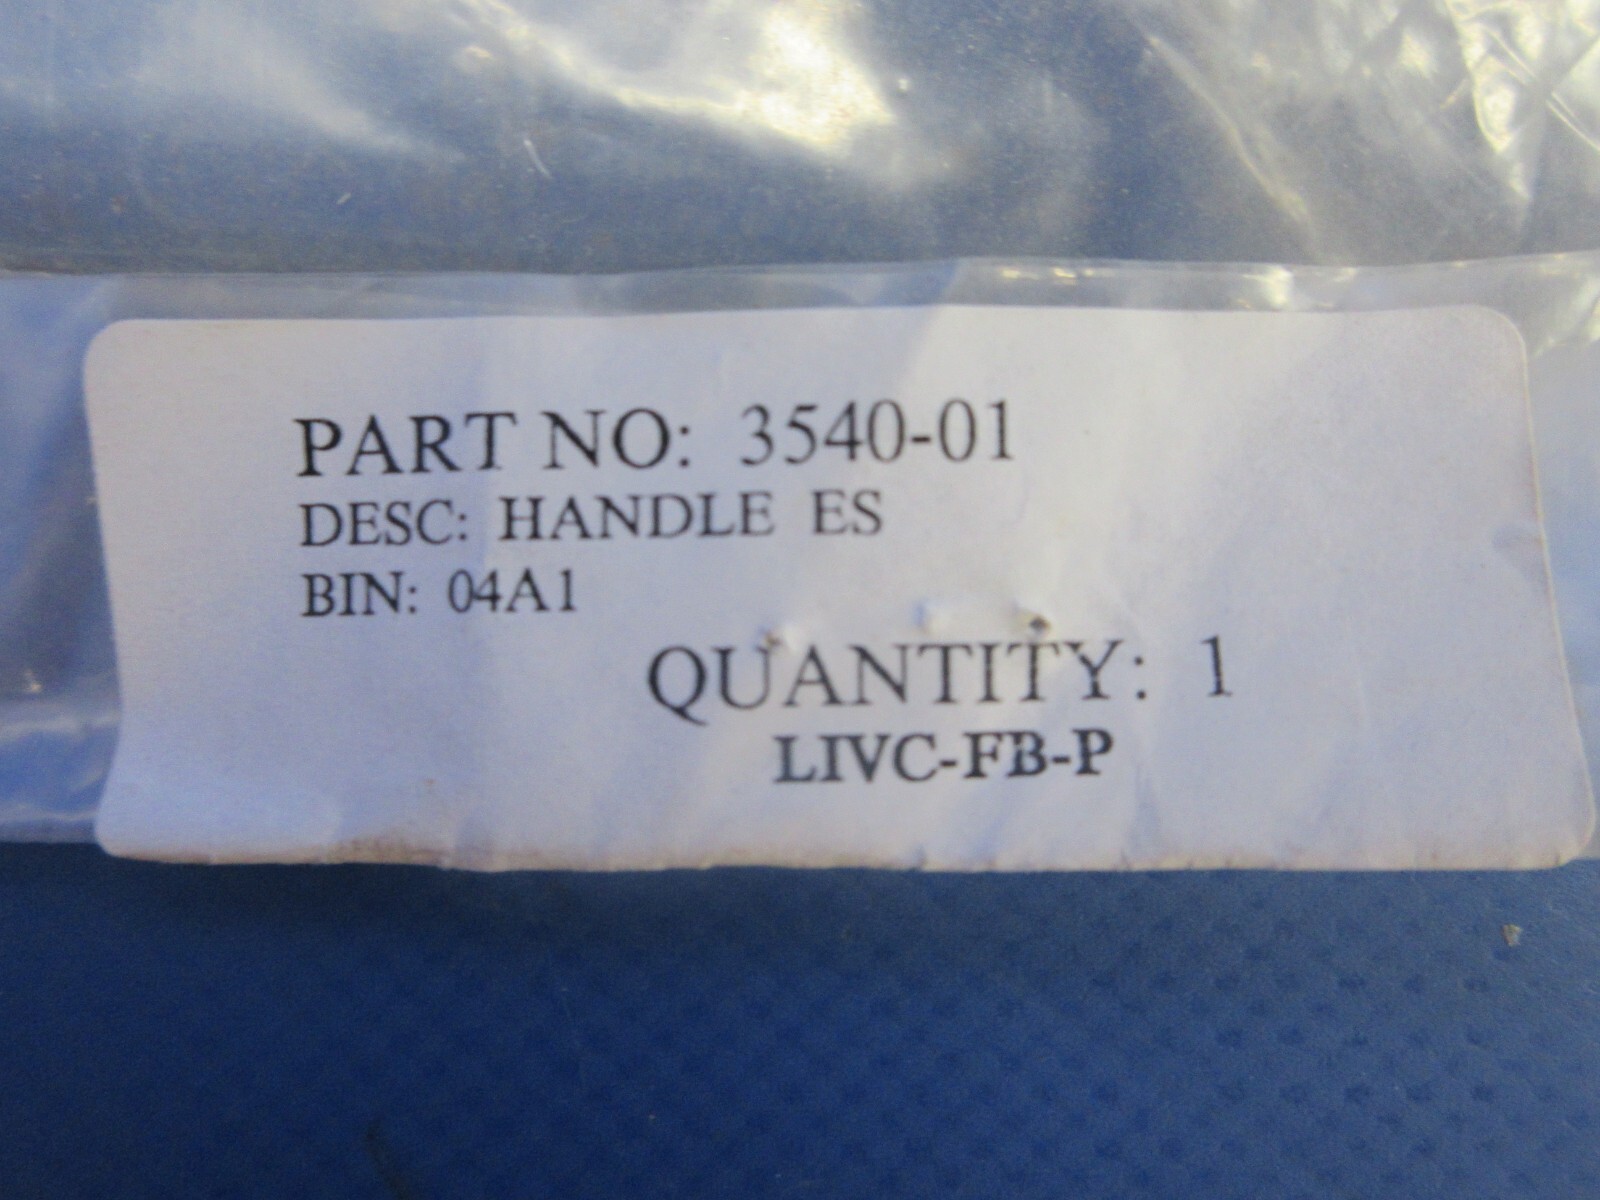 PART NO: 3540-01
DESC: HANDLE ES
BIN: 04A1
QUANTITY: 1
LIVC-FB-P